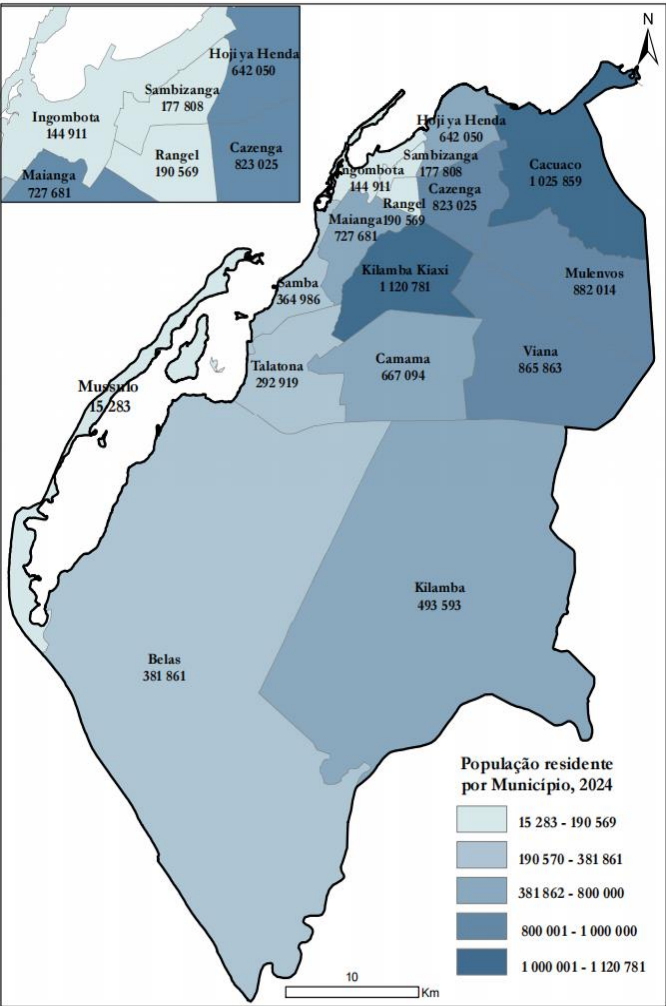 Hoji ya Henda
642 050
Sambizanga
177 808
Ingombota
144 911
Rangel
190 569
Cazenga
823 025
Maianga
727 681
N
Hoji ya Henda
642 050
Sambizanga
177 808
Ingombota
144 911
Rangel
190 569
Cazenga
823 025
Cacuaco
1 025 859
Maianga
727 681
Kilamba Kiaxi
1 120 781
Mulenvos
882 014
Samba
364 986
Talatona
292 919
Camama
667 094
Viana
865 863
Mussulo
15 283
Kilamba
493 593
Belas
381 861
População residente
por Município, 2024
15 283 - 190 569
190 570 - 381 861
381 862 - 800 000
800 001 - 1 000 000
1 000 001 - 1 120 781
10
Km